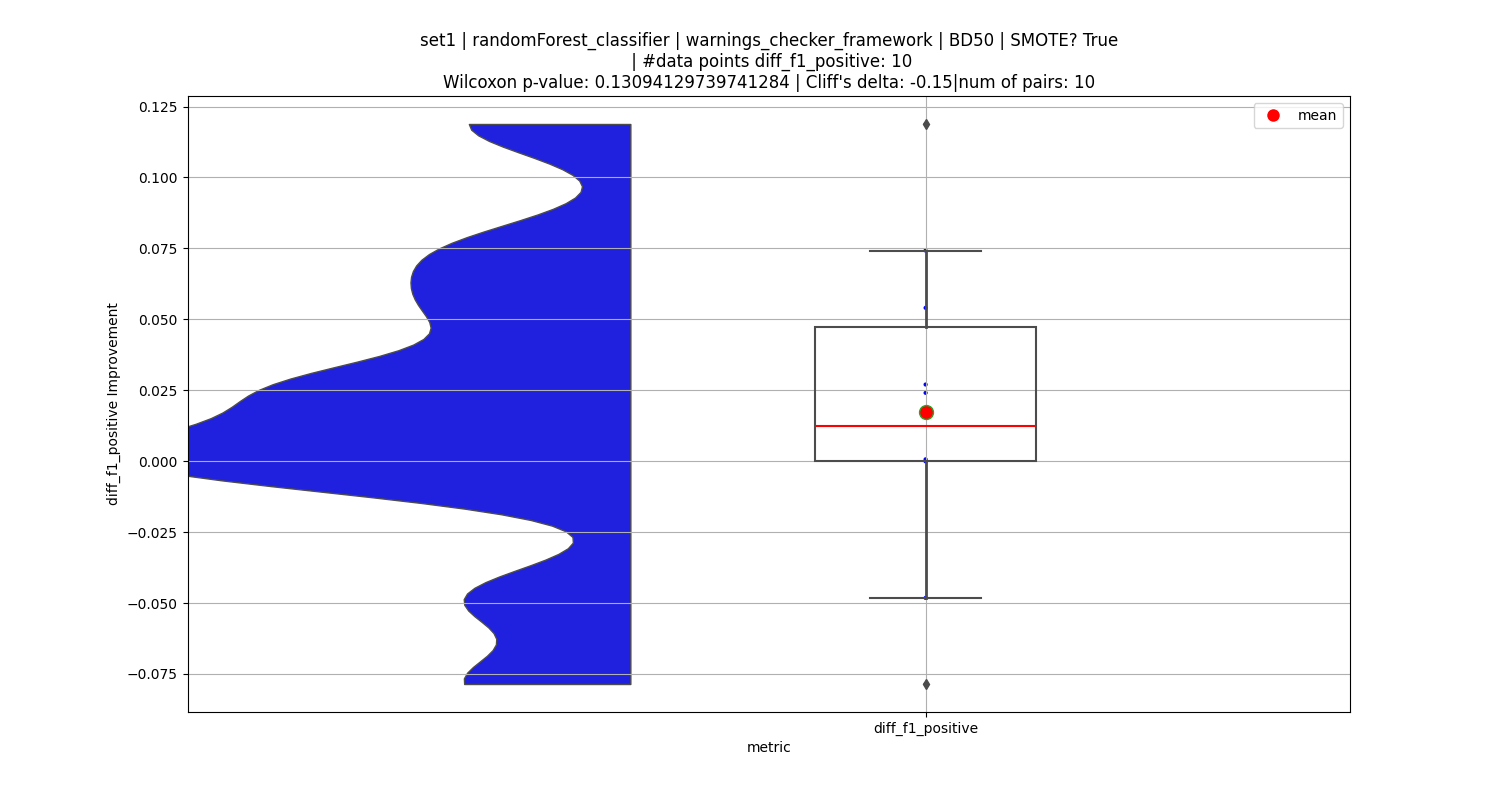 set1 | randomForest_classifier | warnings_checker_framework | BD50 | SMOTE? True
| #data points diff_f1_positive: 10
Wilcoxon p-value: 0.13094129739741284 | Cliff's delta: -0.15|num of pairs: 10
mean
0.125
0.100
0.075
0.050
0.025
0.000
−0.025
−0.050
−0.075
diff_f1_positive Improvement
diff_f1_positive
metric